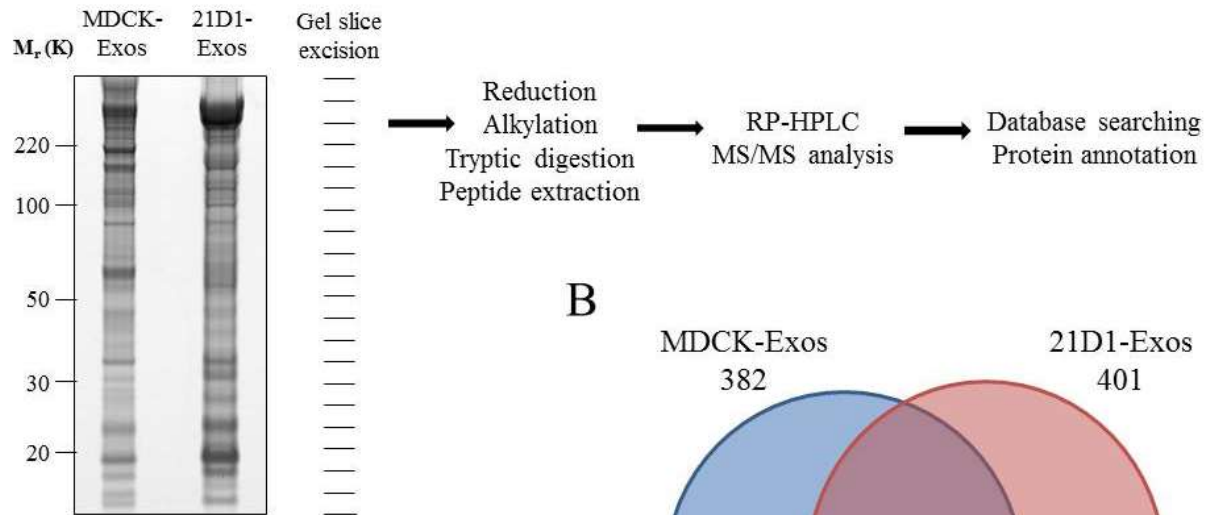 MDCK-
Exos
21D1-
Exos
Gel slice
excision
Mᵣ (K)
220
100
50
30
20
Reduction
Alkylation
Tryptic digestion
Peptide extraction
RP-HPLC
MS/MS analysis
Database searching
Protein annotation
B
MDCK-Exos
382
21D1-Exos
401